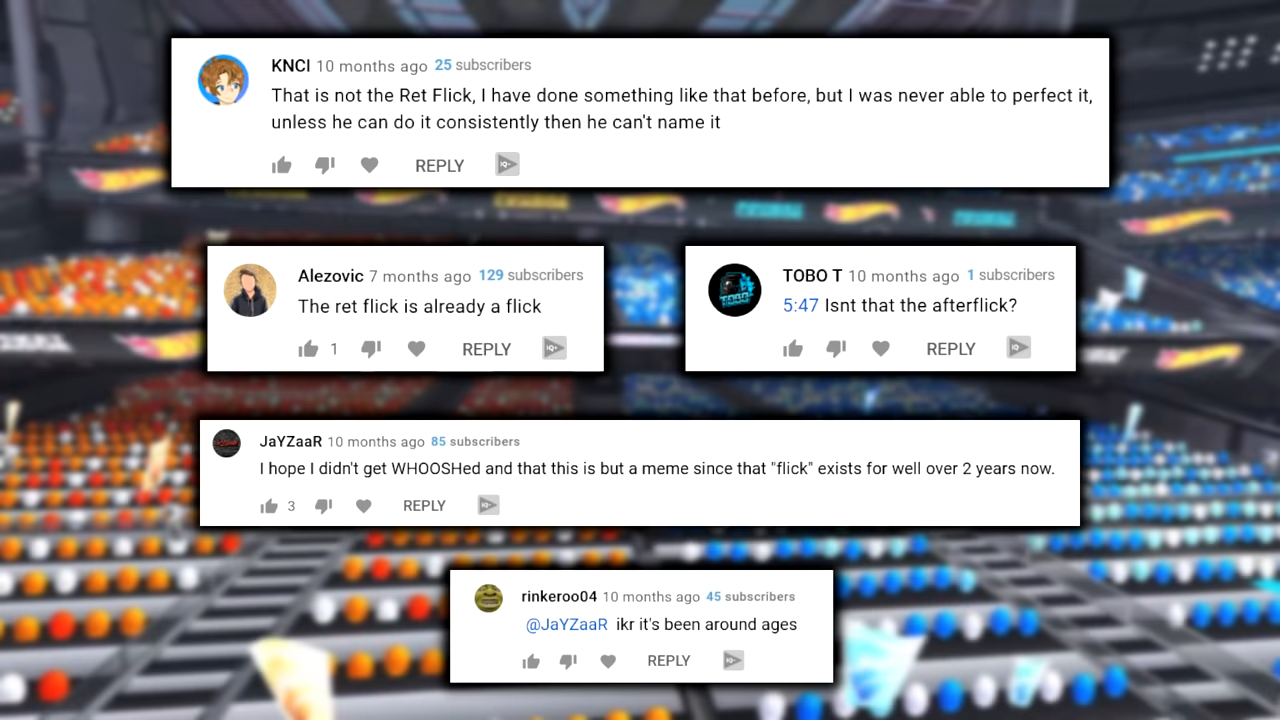 KNCI 10 months ago 25 subscribers
That is not the Ret Flick, I have done something like that before, but I was never able to perfect it,
unless he can do it consistently then he can't name it
REPLY IQ+
Alezovic 7 months ago 129 subscribers
The ret flick is already a flick
1 REPLY IQ+
TOBO T 10 months ago 1 subscribers
5:47 Isnt that the afterflick?
REPLY IQ+
JaYZaaR 10 months ago 85 subscribers
I hope I didn't get WHOOSHed and that this is but a meme since that "flick" exists for well over 2 years now.
3 REPLY IQ+
rinkeroo04 10 months ago 45 subscribers
@JaYZaaR ikr it's been around ages
REPLY IQ+